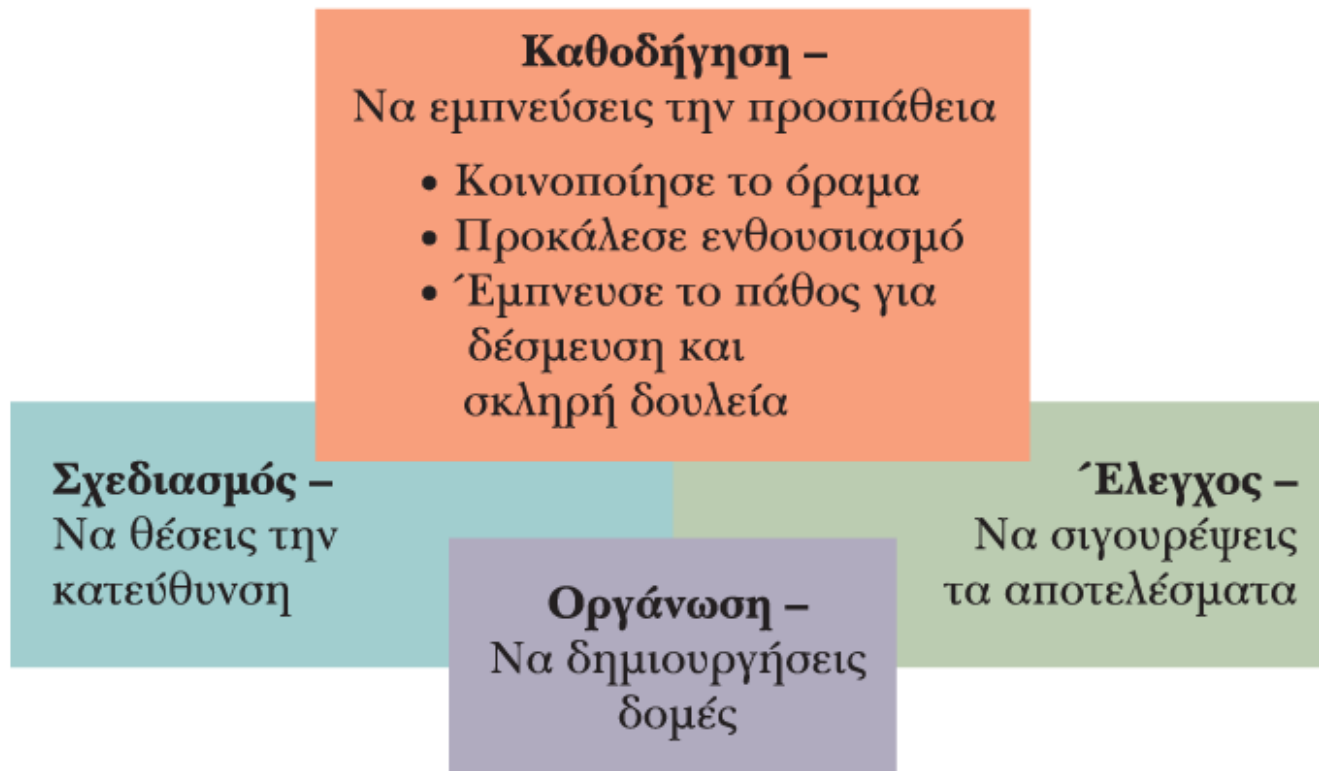 Καθοδήγηση –
Να εμπνεύσεις την προσπάθεια
• Κοινοποίησε το όραμα
• Προκάλεσε ενθουσιασμό
• Έμπνευσε το πάθος για
δέσμευση και
σκληρή δουλεία
Σχεδιασμός –
Να θέσεις την
κατεύθυνση
Οργάνωση –
Να δημιουργήσεις
δομές
Έλεγχος –
Να σιγουρέψεις
τα αποτελέσματα